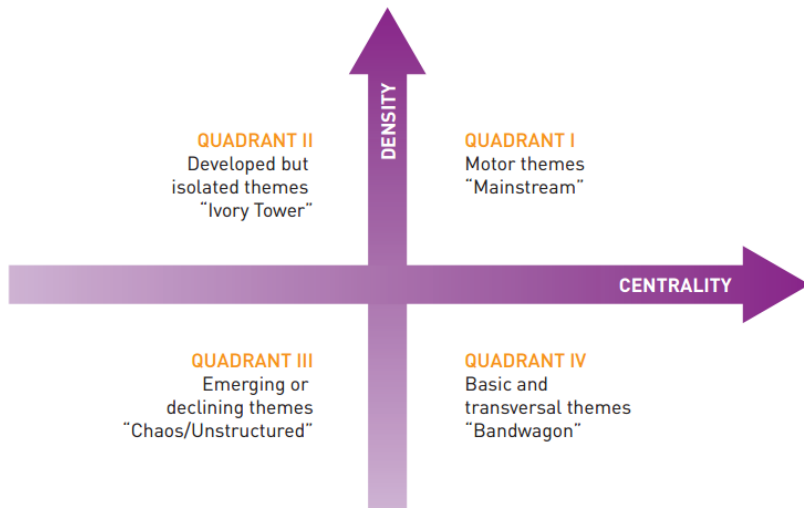 DENSITY
QUADRANT II
Developed but
isolated themes
“Ivory Tower”
QUADRANT I
Motor themes
“Mainstream”
CENTRALITY
QUADRANT III
Emerging or
declining themes
“Chaos/Unstructured”
QUADRANT IV
Basic and
transversal themes
“Bandwagon”